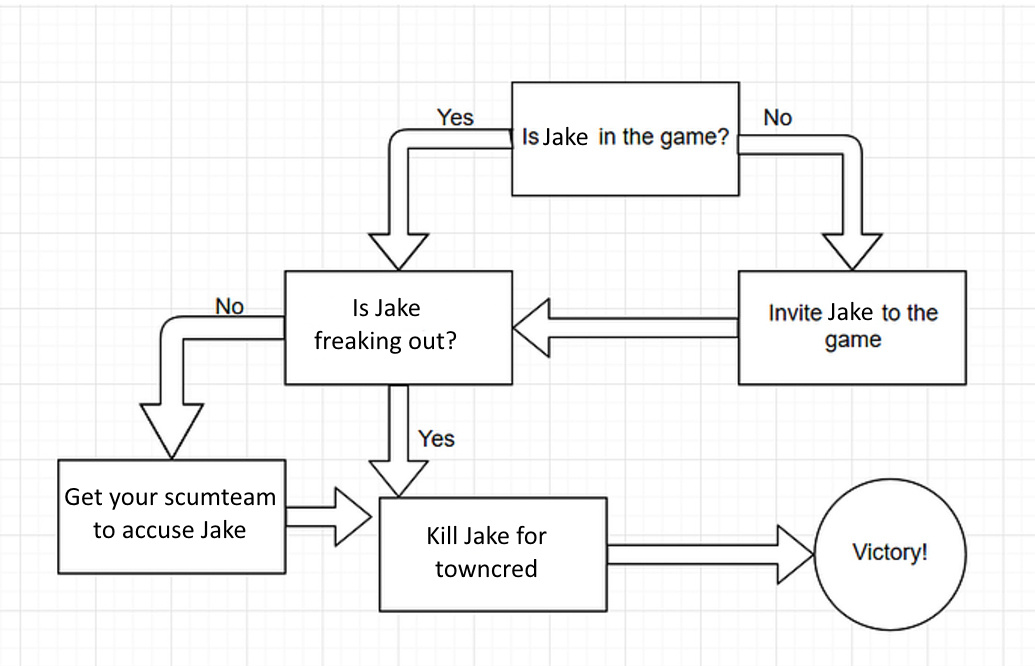 Yes
Is Jake in the game?
No
Is Jake
freaking out?
Invite Jake to the
game
No
Yes
Get your scumteam
to accuse Jake
Kill Jake for
towncred
Victory!